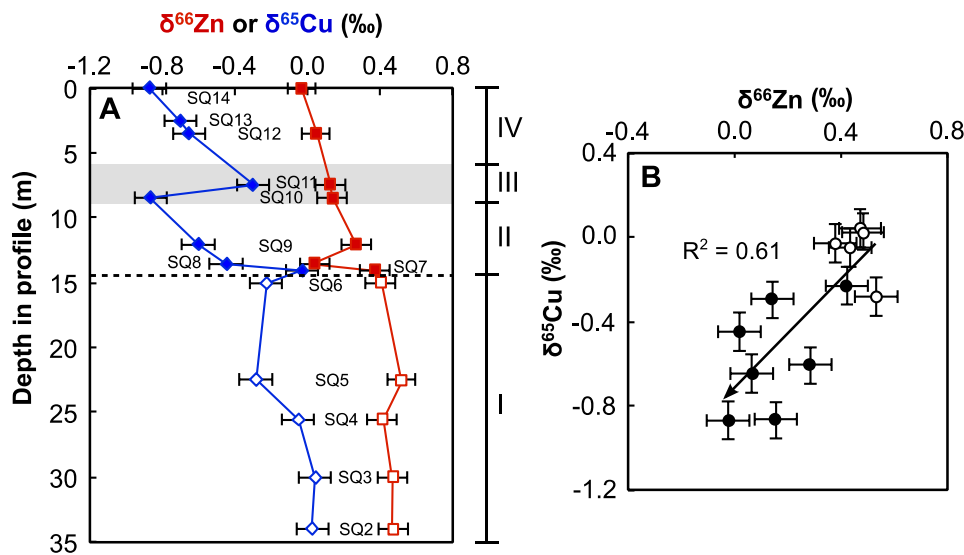 δ⁶⁶Zn or δ⁶⁵Cu (‰)
-1.2 -0.8 -0.4 0.0 0.4 0.8
Depth in profile (m)
0
5
10
15
20
25
30
35
A
SQ14
SQ13
SQ12
SQ11
SQ10
SQ9
SQ8
SQ7
SQ6
SQ5
SQ4
SQ3
SQ2
IV
III
II
I
δ⁶⁶Zn (‰)
-0.4 0.0 0.4 0.8
δ⁶⁵Cu (‰)
0.4
0.0
-0.4
-0.8
-1.2
B
R² = 0.61